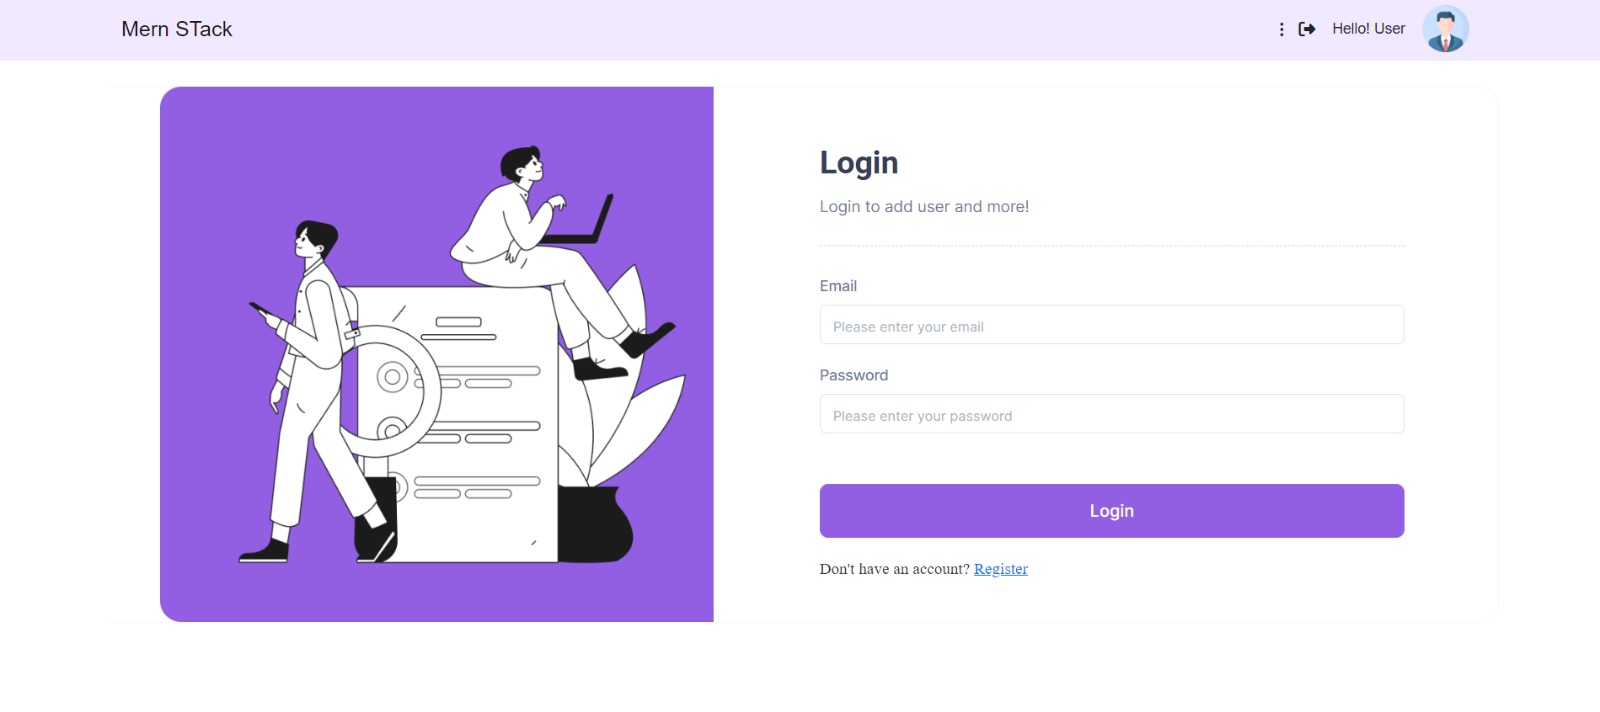 Mern STack
Hello! User
Login
Login to add user and more!
Email
Please enter your email
Password
Please enter your password
Login
Don't have an account? Register